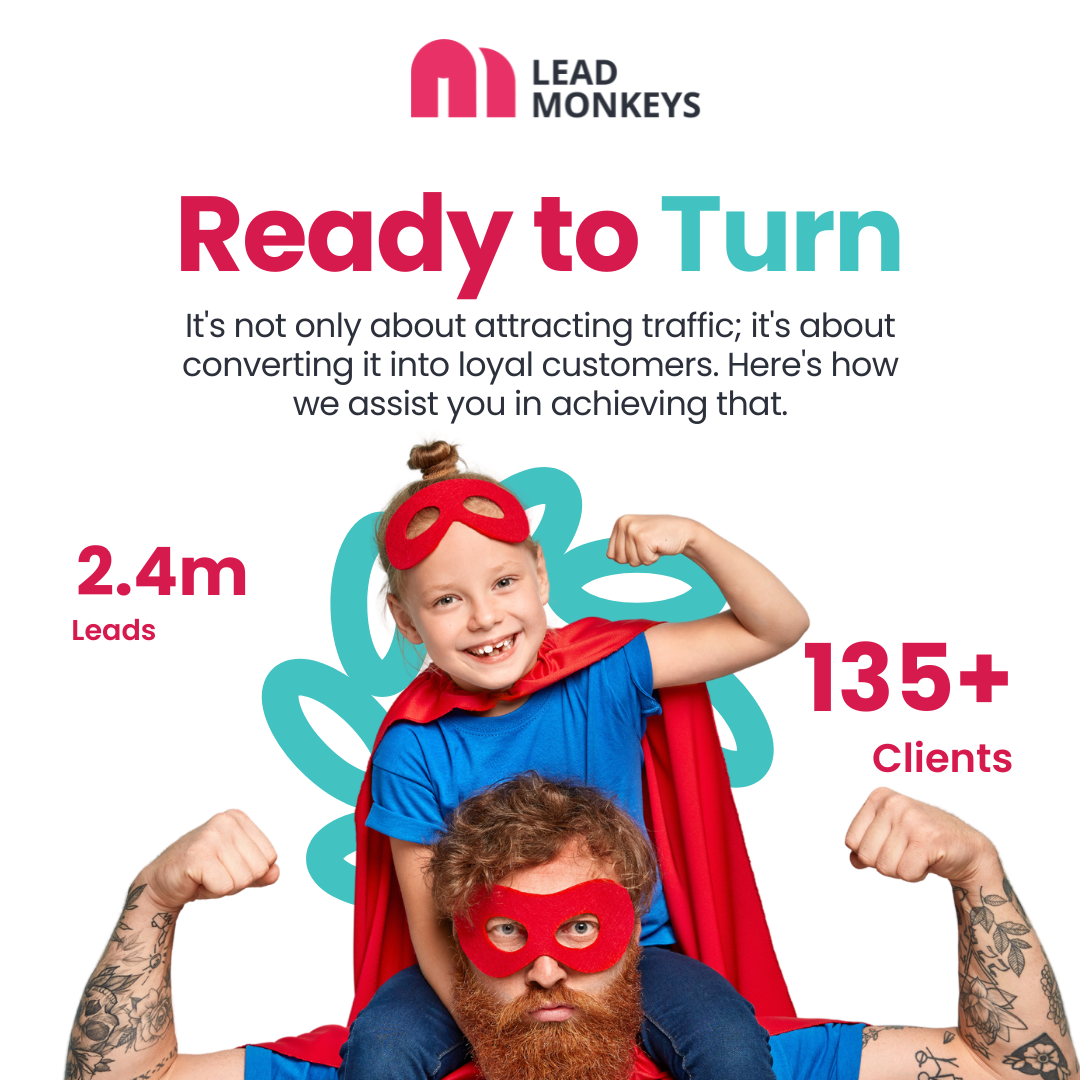 LEAD
MONKEYS
Ready to Turn
It's not only about attracting traffic; it's about
converting it into loyal customers. Here's how
we assist you in achieving that.
2.4m
Leads
135+
Clients